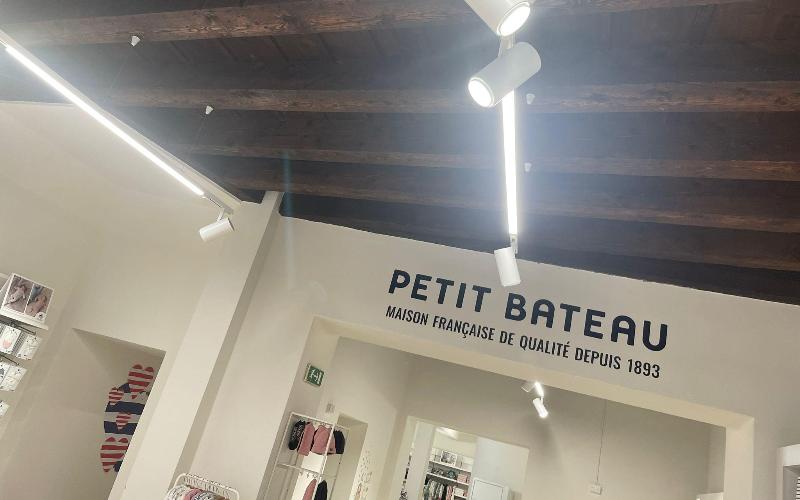 PETIT BATEAU
MAISON FRANÇAISE DE QUALITÉ DEPUIS 1893